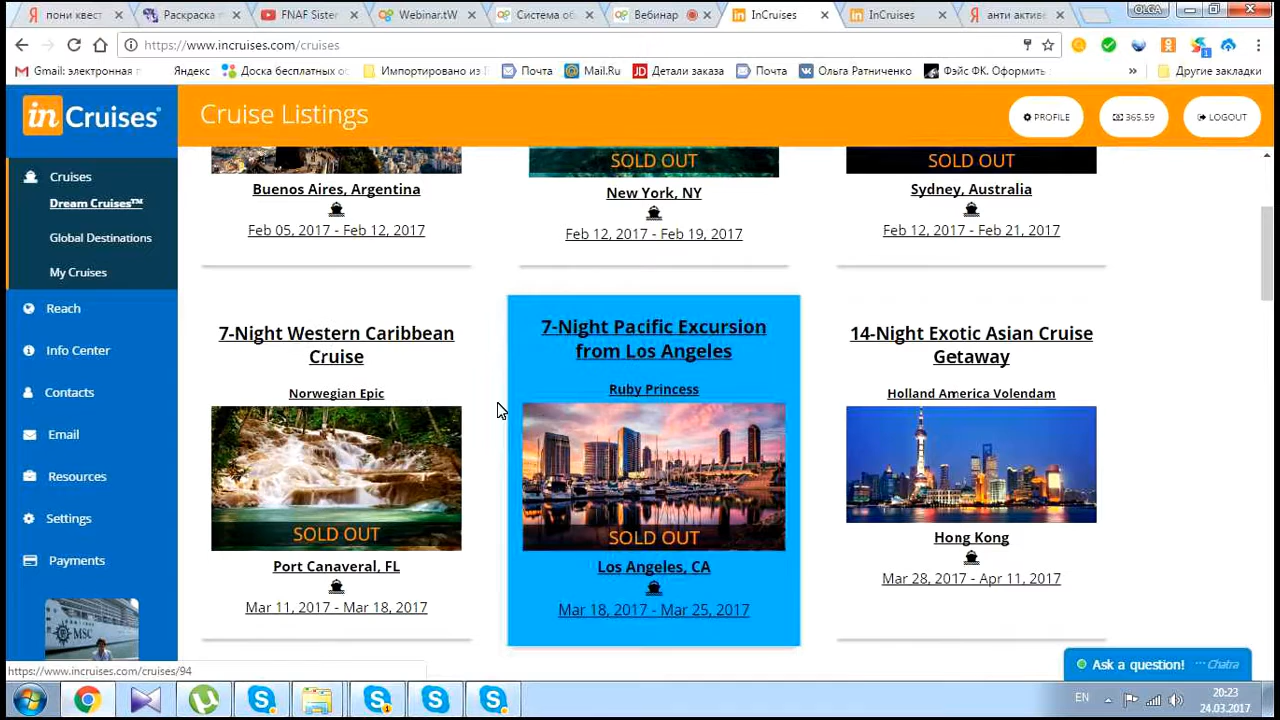 пони квест
Раскраска п
FNAF Sister
Webinar.tW
Система об
Вебинар
InCruises
InCruises
анти актив
OLGA
https://www.incruises.com/cruises
Gmail: электронная п
Яндекс
Доска бесплатных об
Импортировано из I
Почта
Mail.Ru
Детали заказа
Почта
Ольга Ратниченко
Фэйс ФК. Оформить
»
Другие закладки
in Cruises®
Cruise Listings
PROFILE
365.59
LOGOUT
Cruises
Dream Cruises™
Global Destinations
My Cruises
Reach
Info Center
Contacts
Email
Resources
Settings
Payments
MSC
SOLD OUT
Buenos Aires, Argentina
Feb 05, 2017 - Feb 12, 2017
SOLD OUT
New York, NY
Feb 12, 2017 - Feb 19, 2017
SOLD OUT
Sydney, Australia
Feb 12, 2017 - Feb 21, 2017
7-Night Western Caribbean
Cruise
Norwegian Epic
SOLD OUT
Port Canaveral, FL
Mar 11, 2017 - Mar 18, 2017
7-Night Pacific Excursion
from Los Angeles
Ruby Princess
SOLD OUT
Los Angeles, CA
Mar 18, 2017 - Mar 25, 2017
14-Night Exotic Asian Cruise
Getaway
Holland America Volendam
Hong Kong
Mar 28, 2017 - Apr 11, 2017
https://www.incruises.com/cruises/94
Ask a question!
Chatra
EN
20:23
24.03.2017